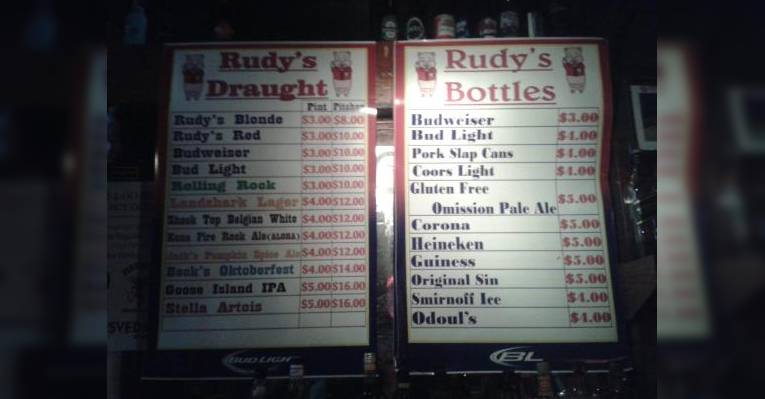 Rudy's
Draught
Pint Pitcher
Rudy's Blonde $3.00 $8.00
Rudy's Red $3.00 $10.00
Budweiser $3.00 $10.00
Bud Light $3.00 $10.00
Rolling Rock $3.00 $10.00
Landshark Lager $4.00 $12.00
Shock Top Belgian White $4.00 $12.00
Kona Fire Rock Ale(ALOHA) $4.00 $12.00
Jack's Pumpkin Spice Ale $4.00 $12.00
Beck's Oktoberfest $4.00 $14.00
Goose Island IPA $5.00 $16.00
Stella Artois $5.00 $16.00
BUD LIGHT
Rudy's
Bottles
Budweiser $3.00
Bud Light $4.00
Pork Slap Cans $4.00
Coors Light $4.00
Gluten Free
Omission Pale Ale $5.00
Corona $5.00
Heineken $5.00
Guiness $5.00
Original Sin $5.00
Smirnoff Ice $4.00
Odoul's $4.00
BL